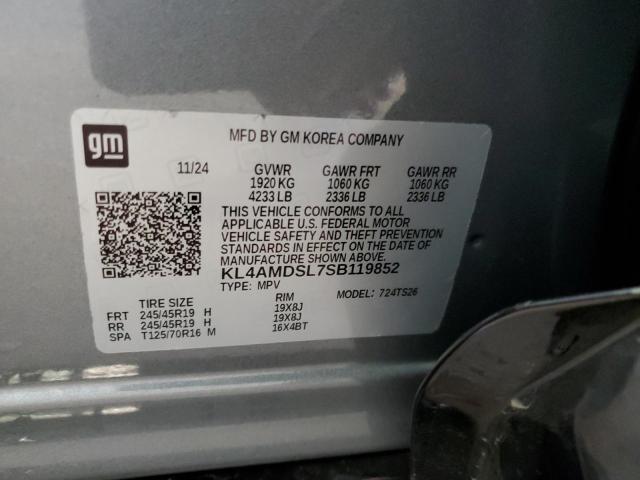 gm
MFD BY GM KOREA COMPANY
11/24 GVWR GAWR FRT GAWR RR
1920 KG 1060 KG 1060 KG
4233 LB 2336 LB 2336 LB
THIS VEHICLE CONFORMS TO ALL
APPLICABLE U.S. FEDERAL MOTOR
VEHICLE SAFETY AND THEFT PREVENTION
STANDARDS IN EFFECT ON THE DATE OF
MANUFACTURE SHOWN ABOVE.
KL4AMDSL7SB119852
TYPE: MPV MODEL: 724TS26
TIRE SIZE RIM
FRT 245/45R19 H 19X8J
RR 245/45R19 H 19X8J
SPA T125/70R16 M 16X4BT